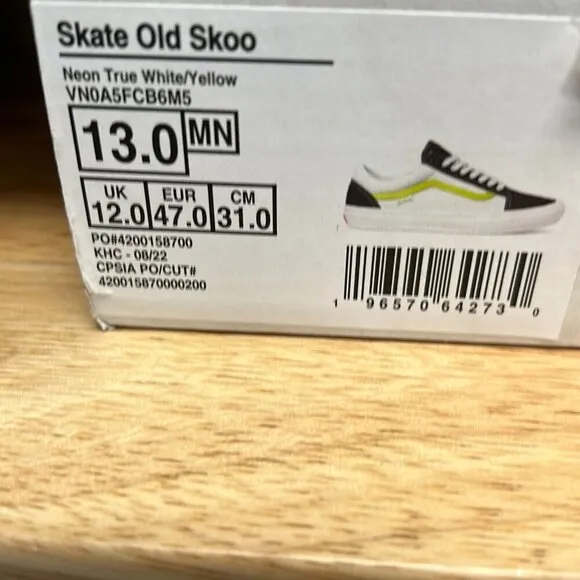 Skate Old Skoo
Neon True White/Yellow
VN0A5FCB6M5
13.0 MN
UK EUR CM
12.0 47.0 31.0
PO#4200158700
KHC - 08/22
CPSIA PO/CUT#
420015870000200
1 96570 64273 0